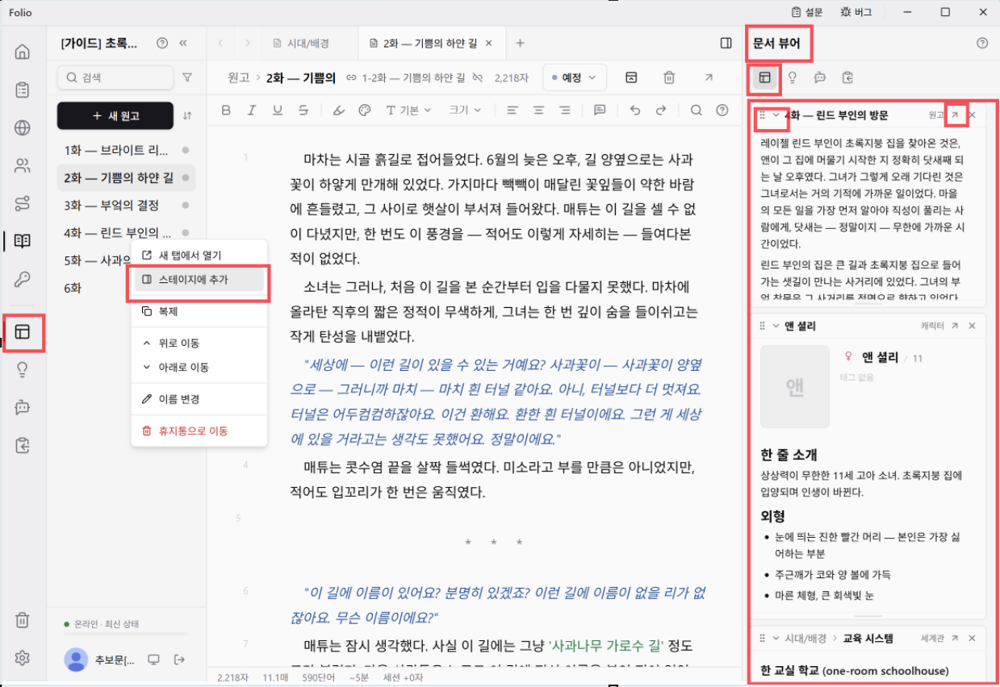 Folio
설문
버그
[가이드] 초록...
시대/배경
2화 — 기쁨의 하얀 길
문서 뷰어
검색
원고 > 2화 — 기쁨의
1-2화 — 기쁨의 하얀 길
2,218자
예정
+ 새 원고
B I U S
T 기본
크기
1화 — 브라이트 리...
2화 — 기쁨의 하얀 길
3화 — 부엉의 결정
4화 — 린드 부인의 ...
5화 — 사과의
6화
새 탭에서 열기
스테이지에 추가
복제
위로 이동
아래로 이동
이름 변경
휴지통으로 이동
온라인 · 최신 상태
추보문[...
1
마차는 시골 흙길로 접어들었다. 6월의 늦은 오후, 길 양옆으로는 사과
꽃이 하얗게 만개해 있었다. 가지마다 빽빽이 매달린 꽃잎들이 약한 바람
에 흔들렸고, 그 사이로 햇살이 부서져 들어왔다. 매튜는 이 길을 셀 수 없
이 다녔지만, 한 번도 이 풍경을 — 적어도 이렇게 자세히는 — 들여다본
적이 없었다.
소녀는 그러나, 처음 이 길을 본 순간부터 입을 다물지 못했다. 마차에
올라탄 직후의 짧은 정적이 무색하게, 그녀는 한 번 깊이 숨을 들이쉬고는
작게 탄성을 내뱉었다.
"세상에 — 이런 길이 있을 수 있는 거예요? 사과꽃이 — 사과꽃이 양옆
으로 — 그러니까 마치 — 마치 흰 터널 같아요. 아니, 터널보다 더 멋져요.
터널은 어두컴컴하잖아요. 이건 환해요. 환한 흰 터널이에요. 그런 게 세상
에 있을 거라고는 생각도 못했어요. 정말이에요."
4
매튜는 콧수염 끝을 살짝 들썩였다. 미소라고 부를 만큼은 아니었지만,
적어도 입꼬리가 한 번은 움직였다.
5
* * *
6
"이 길에 이름이 있어요? 분명히 있겠죠? 이런 길에 이름이 없을 리가 없
잖아요. 무슨 이름이에요?"
7
매튜는 잠시 생각했다. 사실 이 길에는 그냥 '사과나무 가로수 길' 정도
2,218자
11.1매
590단어
~5분
세션 +0자
4화 — 린드 부인의 방문
원고
레이첼 린드 부인이 초록지붕 집을 찾아온 것은,
앤이 그 집에 머물기 시작한 지 정확히 닷새째 되
는 날 오후였다. 그녀가 그렇게 오래 기다린 것은
그녀로서는 거의 기적에 가까운 일이었다. 마을
의 모든 일을 가장 먼저 알아야 직성이 풀리는 사
람에게, 닷새는 — 정말이지 — 무한에 가까운 시
간이었다.
린드 부인의 집은 큰 길과 초록지붕 집으로 들어
가는 샛길이 만나는 사거리에 있었다. 그녀의 부
엌 창문은 그 사거리를 정면으로 향하고 있었다.
앤 셜리
캐릭터
앤
앤 셜리 / 11
태그 없음
한 줄 소개
상상력이 무한한 11세 고아 소녀. 초록지붕 집에
입양되며 인생이 바뀐다.
외형
• 눈에 띄는 진한 빨간 머리 — 본인은 가장 싫
어하는 부분
• 주근깨가 코와 양 볼에 가득
• 마른 체형, 큰 회색빛 눈
시대/배경 > 교육 시스템
세계관
한 교실 학교 (one-room schoolhouse)